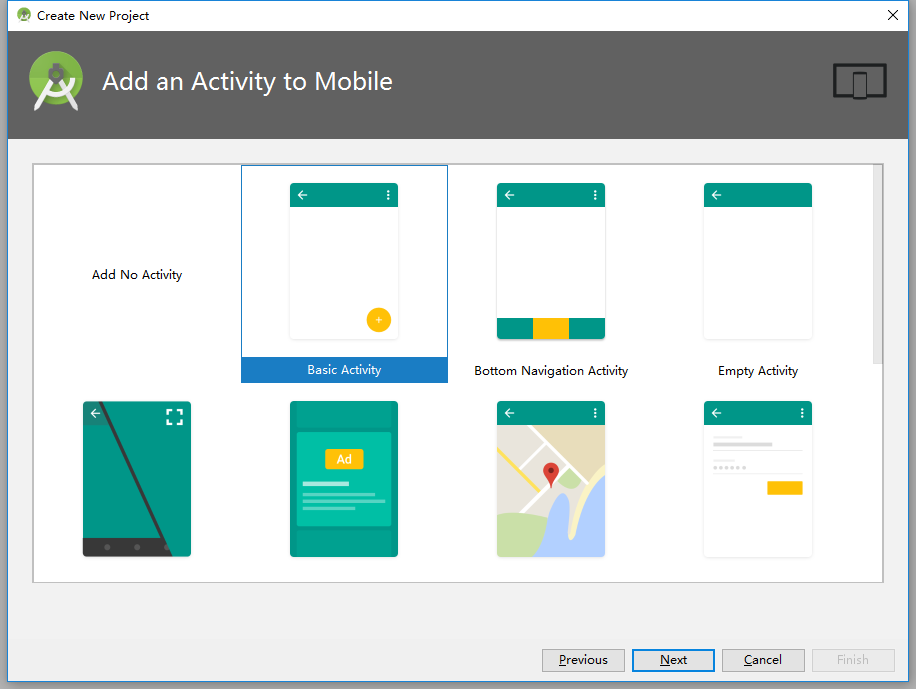 Create New Project
Add an Activity to Mobile
Add No Activity
Basic Activity
Bottom Navigation Activity
Empty Activity
Ad
Previous
Next
Cancel
Finish